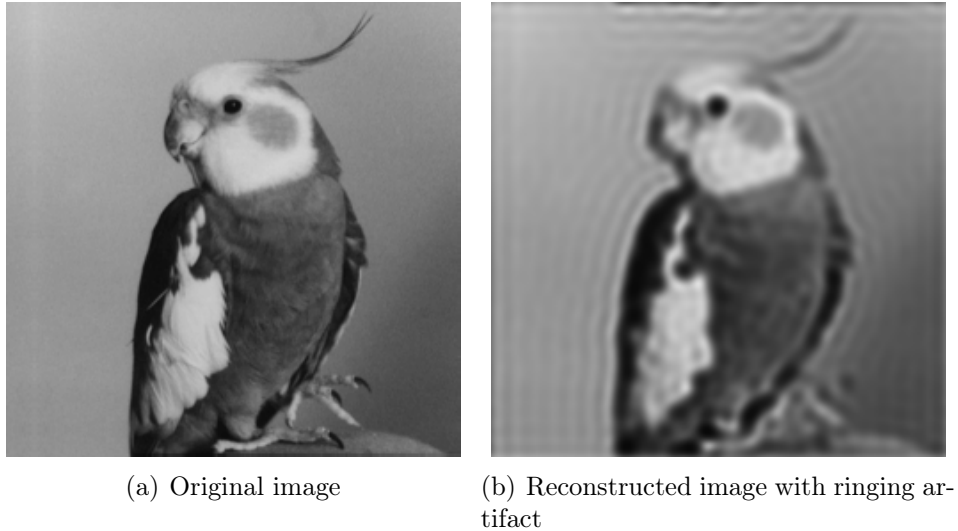 (a) Original image
(b) Reconstructed image with ringing ar-
tifact